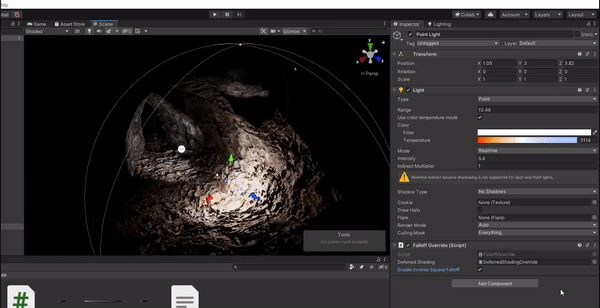 Asset Store
Scene
Shaded
2D
Gizmos
All
Persp
Tools
No custom tools available
Collab
Account
Layers
Layout
Inspector
Lighting
Point Light
Static
Tag
Untagged
Layer
Default
Transform
Position
X 1.05 Y 3 Z 3.82
Rotation
X 0 Y 0 Z 0
Scale
X 1 Y 1 Z 1
Light
Type
Point
Range
10.49
Use color temperature mode
Color
Filter
Temperature
Mode
Realtime
Intensity
5.4
Indirect Multiplier
1
Realtime indirect bounce shadowing is not supported for Spot and Point lights.
Shadow Type
No Shadows
Cookie
None (Texture)
Draw Halo
Flare
None (Flare)
Render Mode
Auto
Culling Mask
Everything
Falloff Override (Script)
Script
FalloffOverride
Deferred Shading
DeferredShadingOverride
Enable Inverse Square Falloff
Add Component